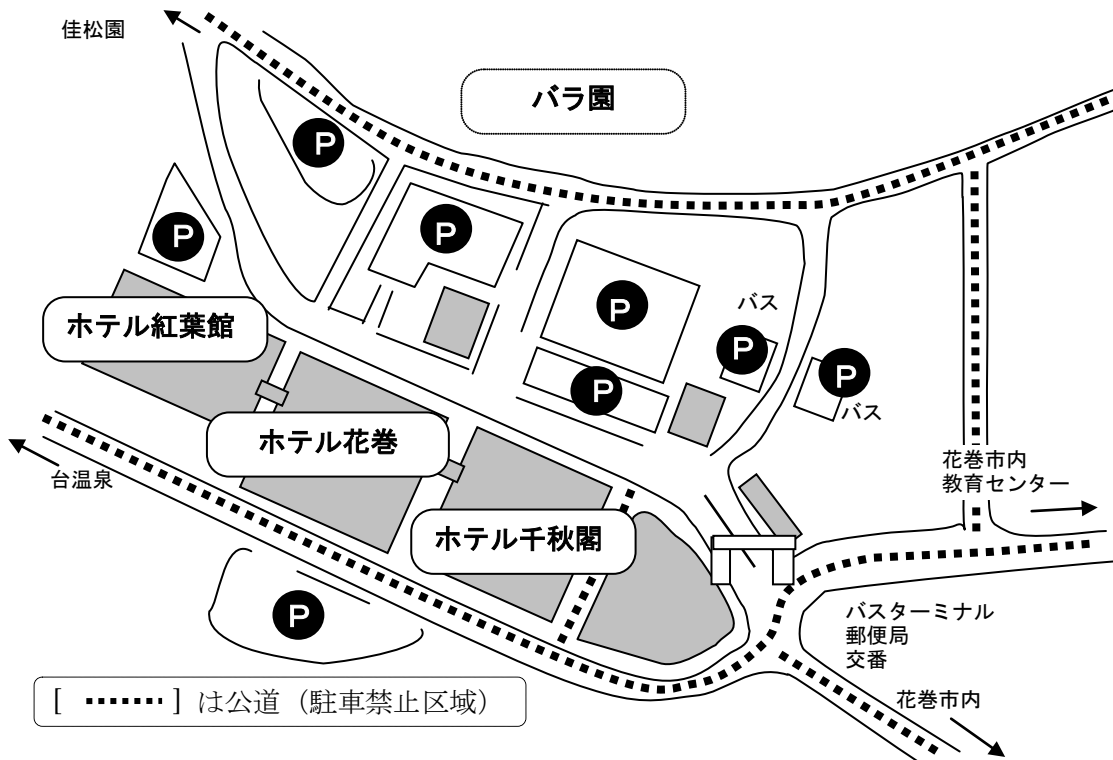 佳松園
バラ園
P
P
P
P
バス
P
P
P
バス
ホテル紅葉館
ホテル花巻
台温泉
花巻市内
教育センター
ホテル千秋閣
P
バスターミナル
郵便局
交番
花巻市内
[ ▪▪▪▪▪▪▪▪ ] は公道（駐車禁止区域）